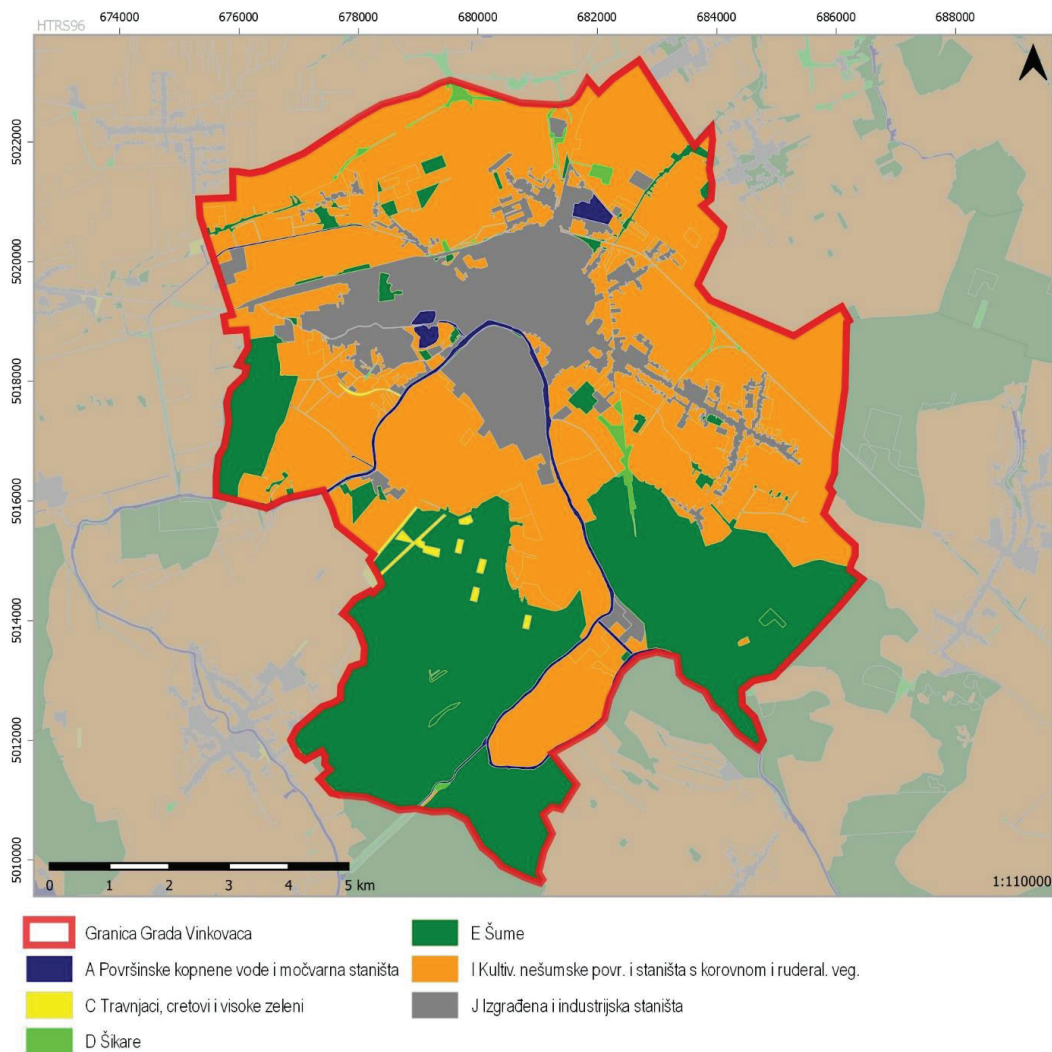 HTRS96
674000 676000 678000 680000 682000 684000 686000 688000
5022000
5020000
5018000
5016000
5014000
5012000
5010000
0 1 2 3 4 5 km
1:110000
Granica Grada Vinkovaca
A Površinske kopnene vode i močvarna staništa
C Travnjaci, cretovi i visoke zeleni
D Šikare
E Šume
I Kultiv. nešumske povr. i staništa s korovnom i ruderal. veg.
J Izgrađena i industrijska staništa